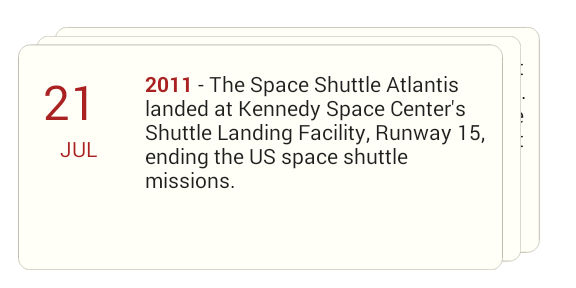 21
JUL
2011 - The Space Shuttle Atlantis
landed at Kennedy Space Center's
Shuttle Landing Facility, Runway 15,
ending the US space shuttle
missions.